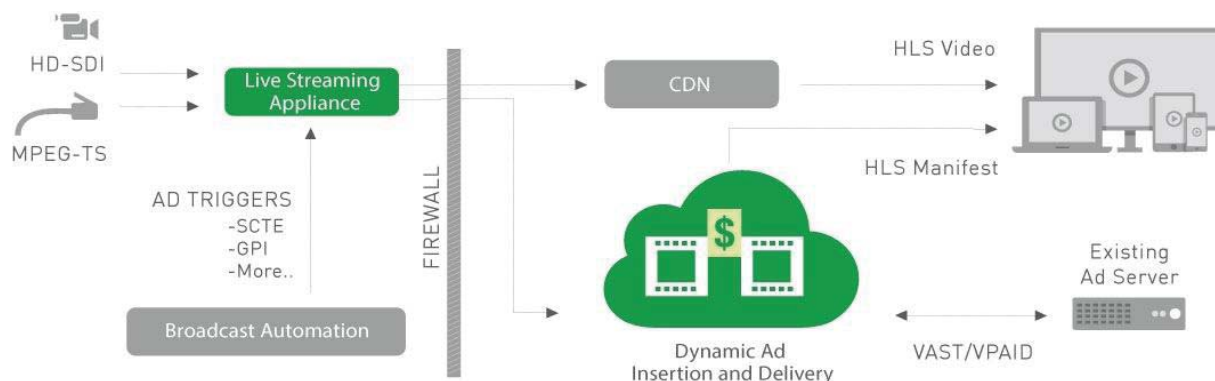 HD-SDI
MPEG-TS
Live Streaming
Appliance
AD TRIGGERS
-SCTE
-GPI
-More..
Broadcast Automation
FIREWALL
CDN
HLS Video
HLS Manifest
$
Dynamic Ad
Insertion and Delivery
VAST/VPAID
Existing
Ad Server